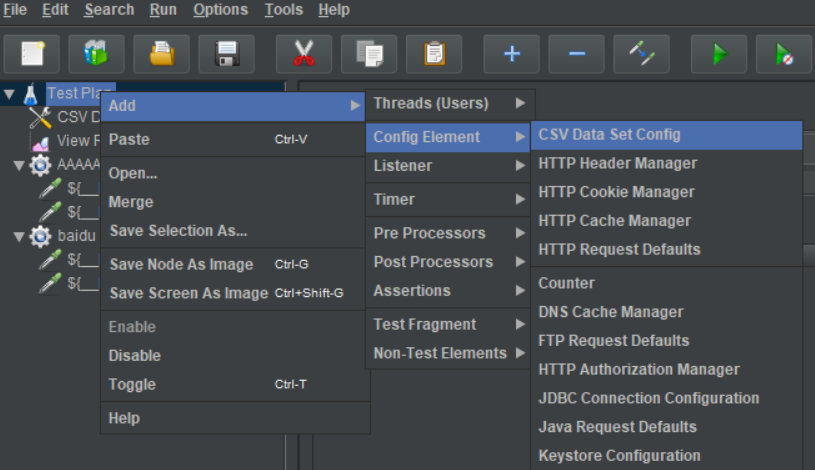 File Edit Search Run Options Tools Help
Test Plan
CSV D
View R
AAAAA
${__
${__
baidu
${__
${__
Add
Paste Ctrl-V
Open...
Merge
Save Selection As...
Save Node As Image Ctrl-G
Save Screen As Image Ctrl+Shift-G
Enable
Disable
Toggle Ctrl-T
Help
Threads (Users)
Config Element
Listener
Timer
Pre Processors
Post Processors
Assertions
Test Fragment
Non-Test Elements
CSV Data Set Config
HTTP Header Manager
HTTP Cookie Manager
HTTP Cache Manager
HTTP Request Defaults
Counter
DNS Cache Manager
FTP Request Defaults
HTTP Authorization Manager
JDBC Connection Configuration
Java Request Defaults
Keystore Configuration